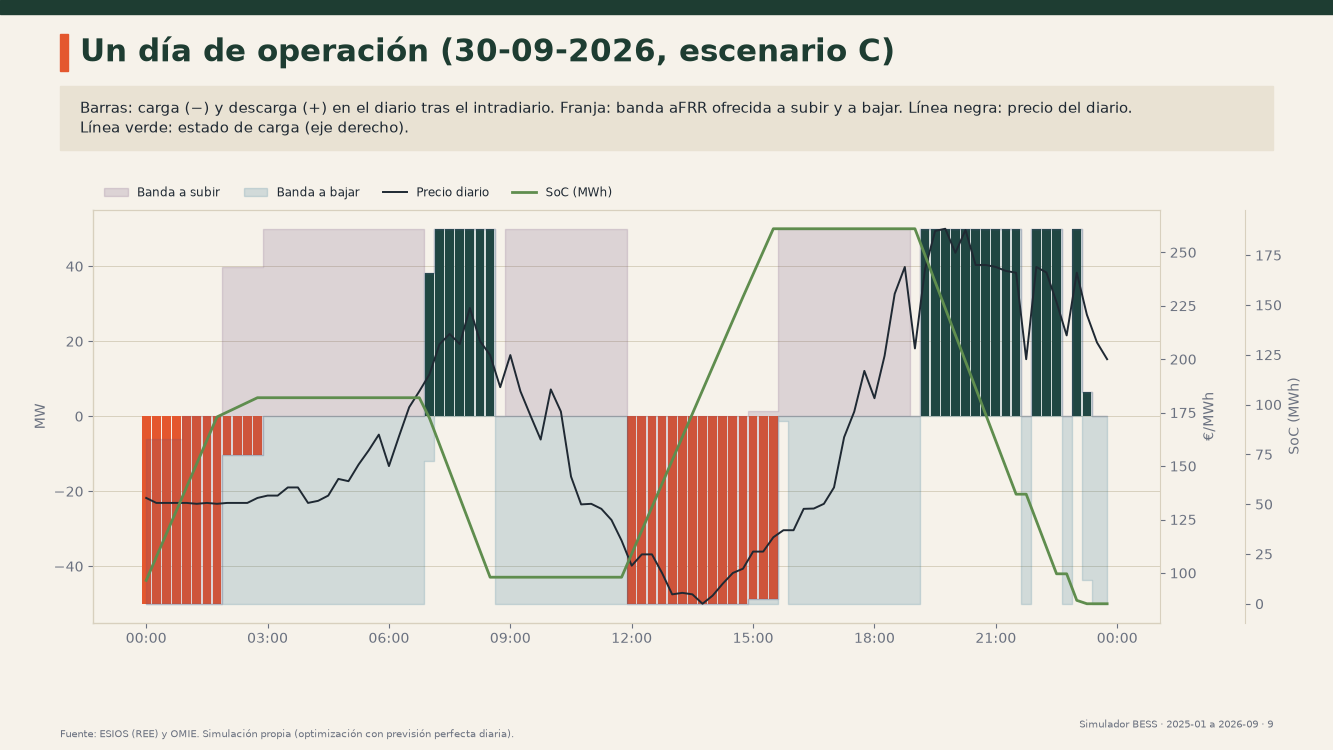 Un día de operación (30-09-2026, escenario C)
Barras: carga (−) y descarga (+) en el diario tras el intradiario. Franja: banda aFRR ofrecida a subir y a bajar. Línea negra: precio del diario.
Línea verde: estado de carga (eje derecho).
Banda a subir
Banda a bajar
Precio diario
SoC (MWh)
MW
40
20
0
−20
−40
250
225
200
175
150
125
100
€/MWh
175
150
125
100
75
50
25
0
SoC (MWh)
00:00
03:00
06:00
09:00
12:00
15:00
18:00
21:00
00:00
Fuente: ESIOS (REE) y OMIE. Simulación propia (optimización con previsión perfecta diaria).
Simulador BESS · 2025-01 a 2026-09 · 9